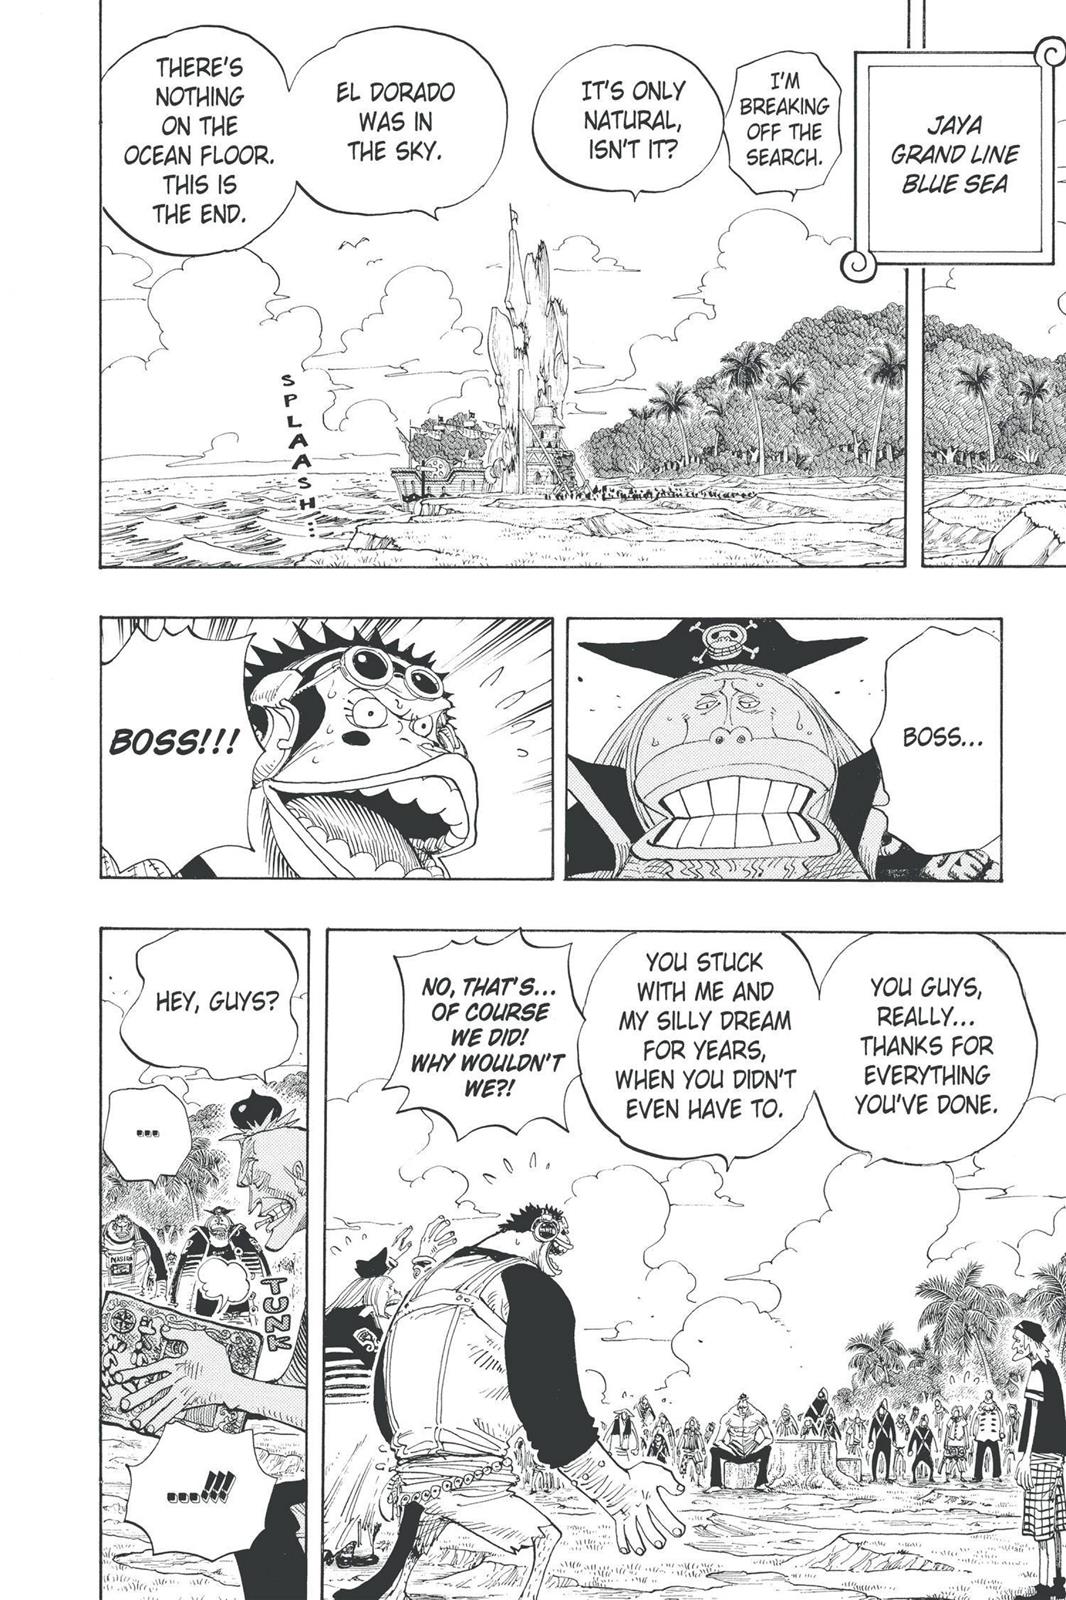 JAYA
GRAND LINE
BLUE SEA
I'M
BREAKING
OFF THE
SEARCH.
IT'S ONLY
NATURAL,
ISN'T IT?
EL DORADO
WAS IN
THE SKY.
THERE'S
NOTHING
ON THE
OCEAN FLOOR.
THIS IS
THE END.
SPLAASH...
BOSS...
BOSS!!!
YOU GUYS,
REALLY...
THANKS FOR
EVERYTHING
YOU'VE DONE.
YOU STUCK
WITH ME AND
MY SILLY DREAM
FOR YEARS,
WHEN YOU DIDN'T
EVEN HAVE TO.
NO, THAT'S...
OF COURSE
WE DID!
WHY WOULDN'T
WE?!
HEY, GUYS?
...
TUNK
...!!!